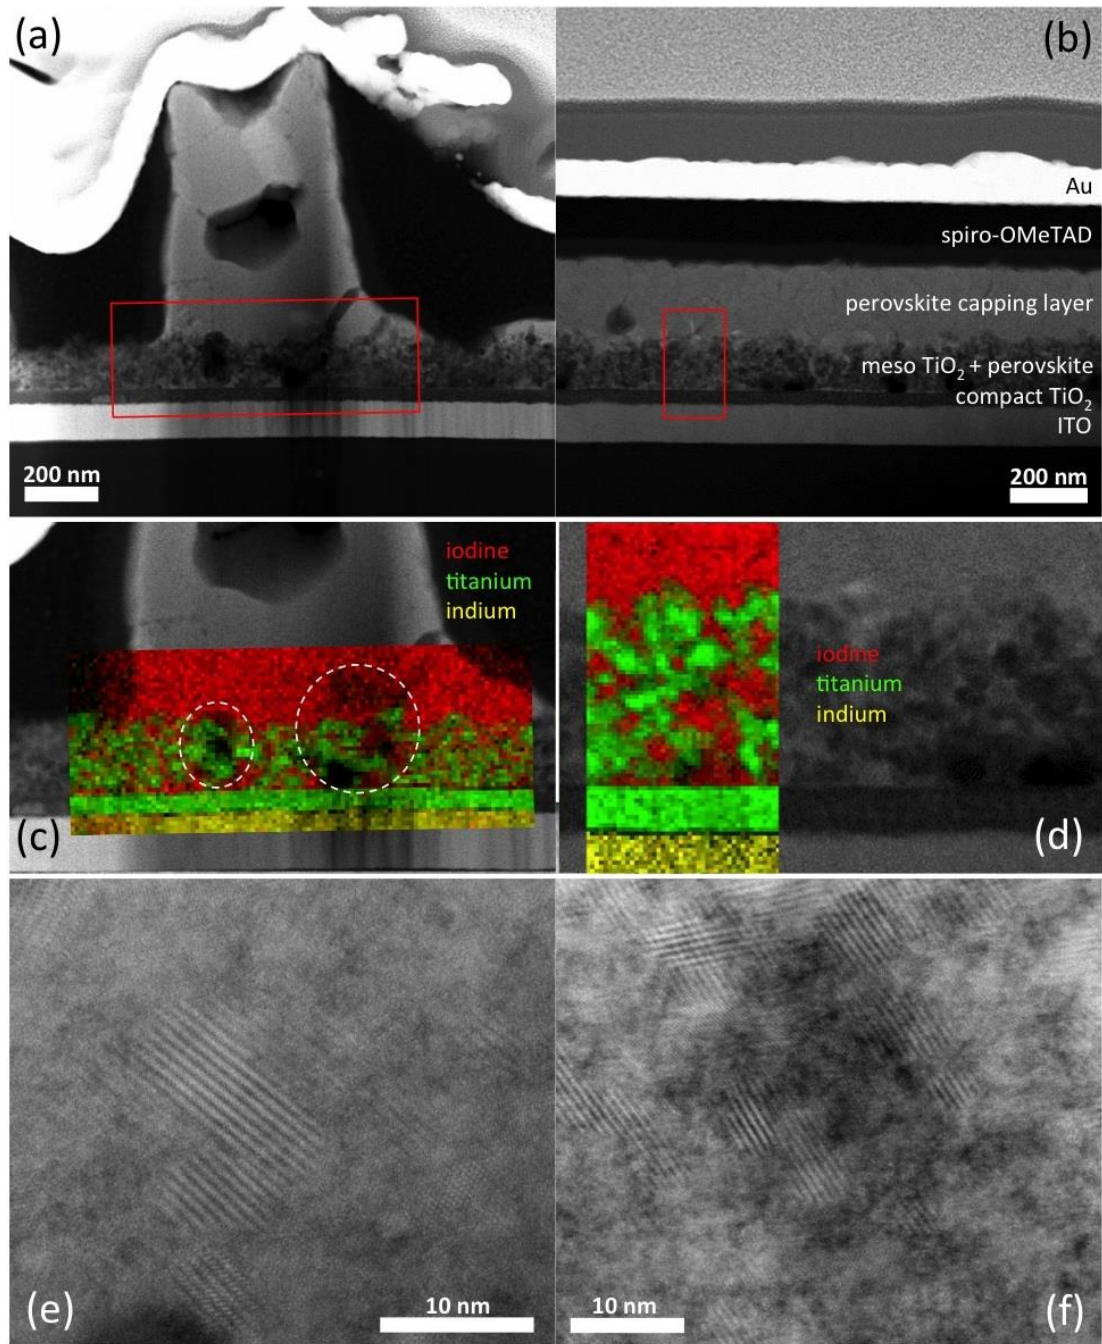 (a)
(b)
Au
spiro-OMeTAD
perovskite capping layer
meso TiO₂ + perovskite
compact TiO₂
ITO
200 nm
200 nm
iodine
titanium
indium
(c)
iodine
titanium
indium
(d)
(e)
10 nm
10 nm
(f)